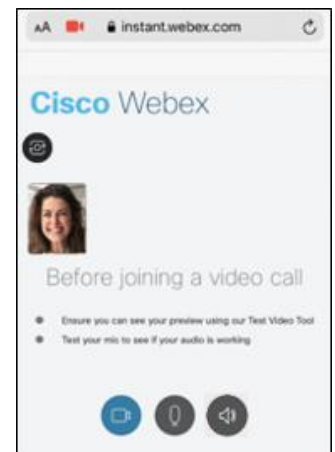 AA instant.webex.com
Cisco Webex
Before joining a video call
Ensure you can see your preview using our Test Video Tool
Test your mic to see if your audio is working